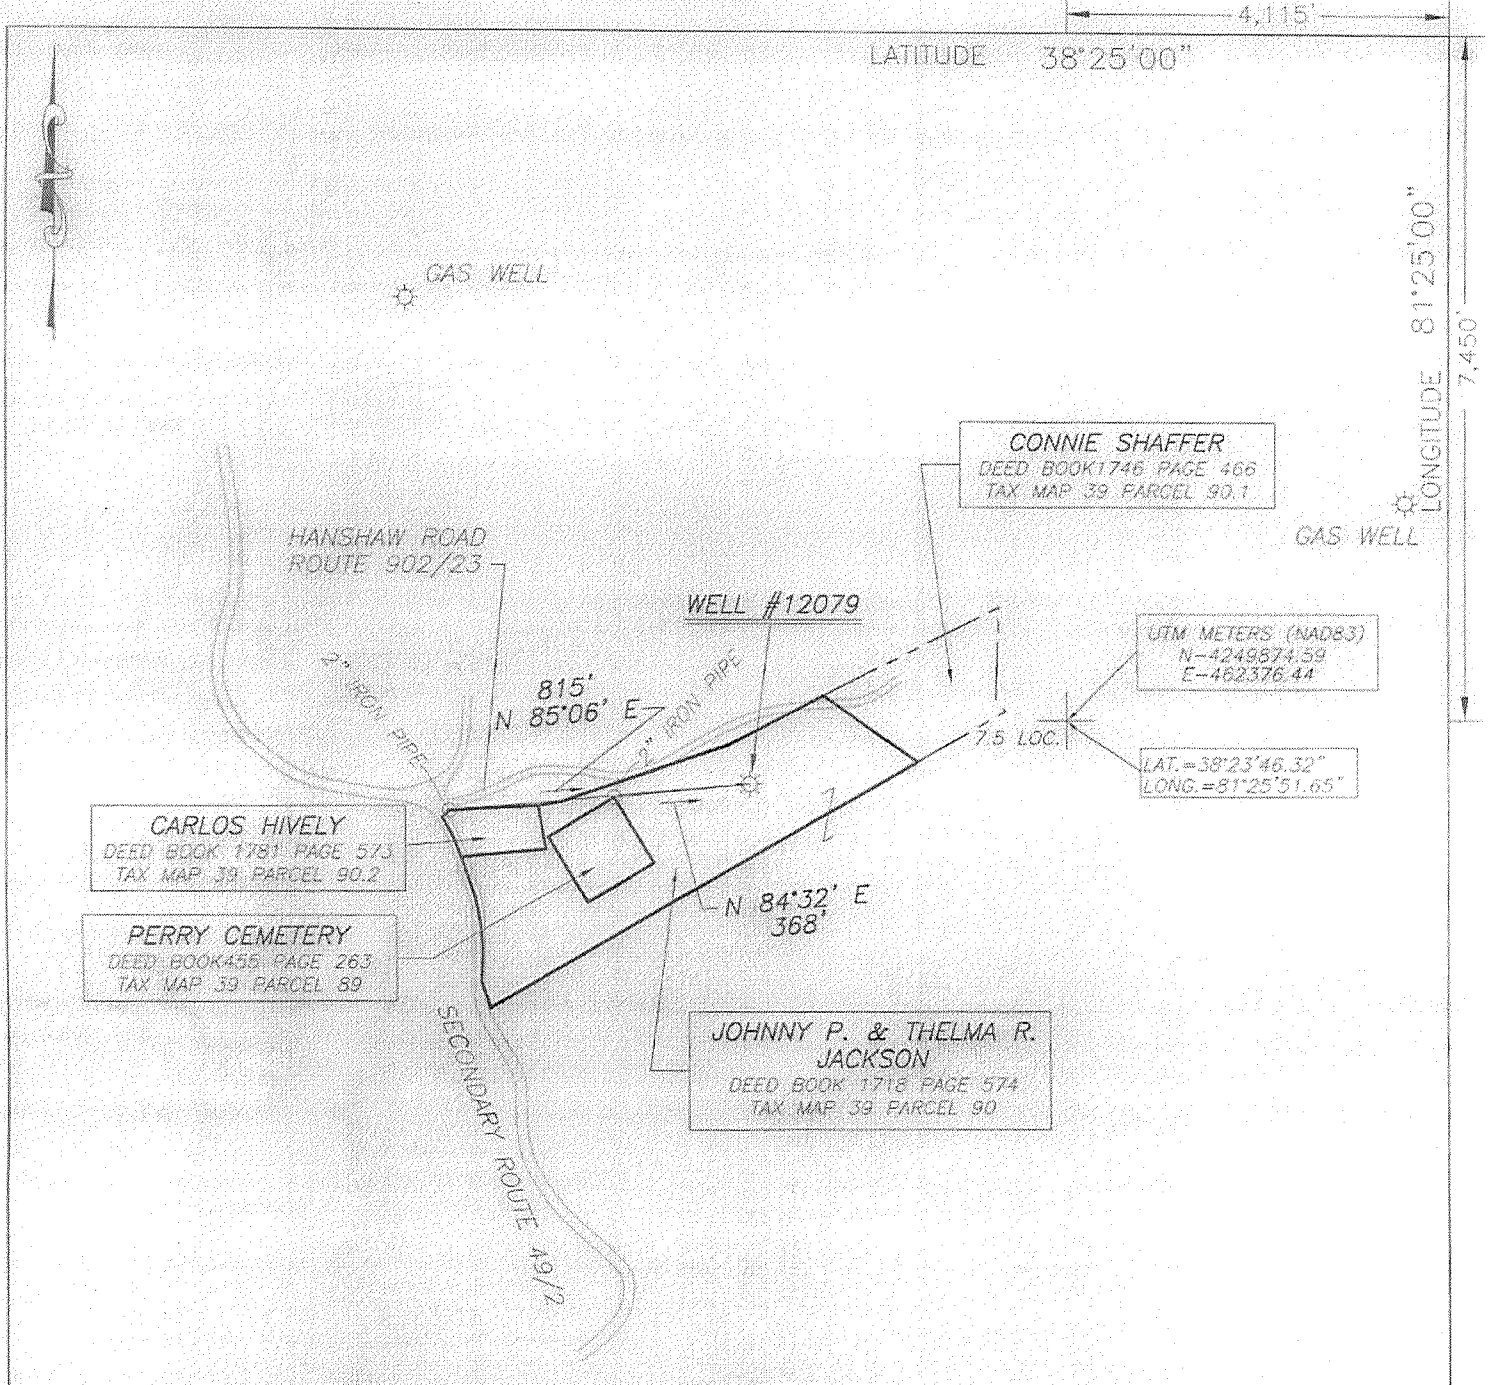 4,115'
LATITUDE 38°25'00"
LONGITUDE 81°25'00"
7,450'
GAS WELL
CONNIE SHAFFER
DEED BOOK1746 PAGE 466
TAX MAP 39 PARCEL 90.1
GAS WELL
HANSHAW ROAD
ROUTE 902/23
WELL #12079
UTM METERS (NAD83)
N-4249874.59
E-462376.44
2" IRON PIPE
815'
N 85°06' E
2" IRON PIPE
7.5 LOC.
LAT.=38°23'46.32"
LONG.=81°25'51.65"
CARLOS HIVELY
DEED BOOK 1781 PAGE 573
TAX MAP 39 PARCEL 90.2
N 84°32' E
368'
PERRY CEMETERY
DEED BOOK455 PAGE 263
TAX MAP 39 PARCEL 89
JOHNNY P. & THELMA R.
JACKSON
DEED BOOK 1718 PAGE 574
TAX MAP 39 PARCEL 90
SECONDARY ROUTE 49/2